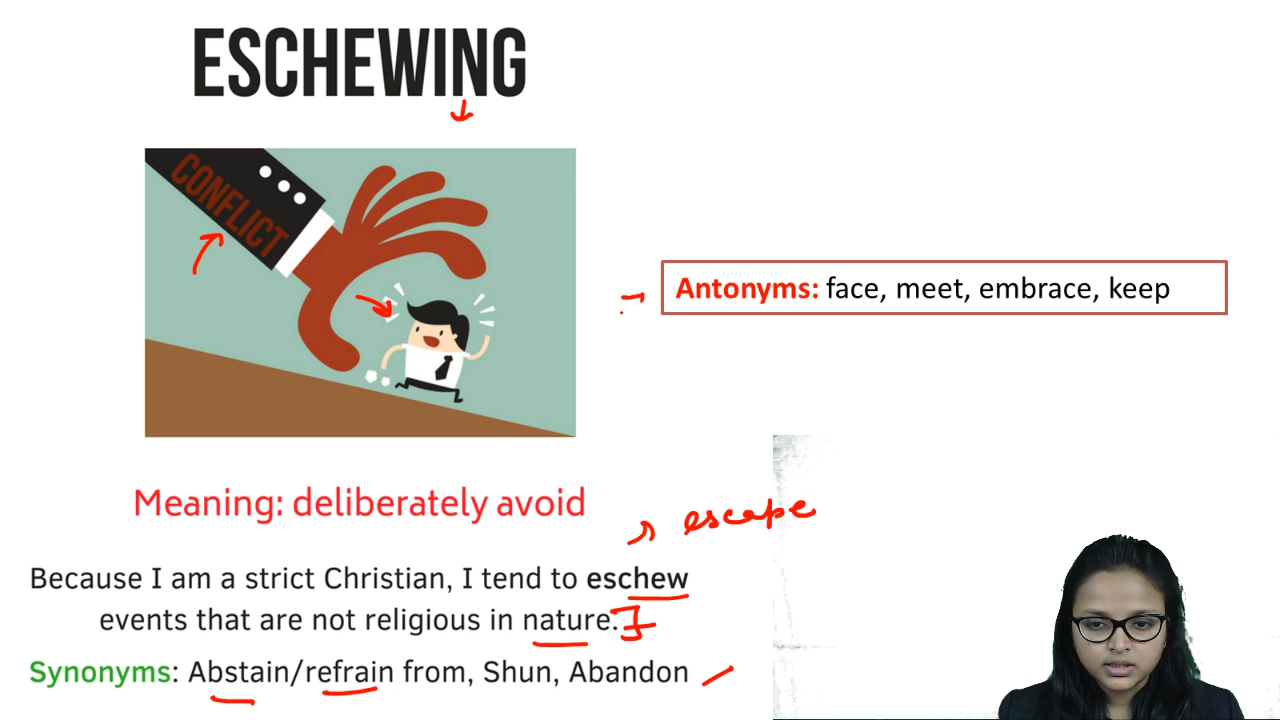 ESCHEWING
CONFLICT
Antonyms: face, meet, embrace, keep
Meaning: deliberately avoid
escape
Because I am a strict Christian, I tend to eschew
events that are not religious in nature.
Synonyms: Abstain/refrain from, Shun, Abandon